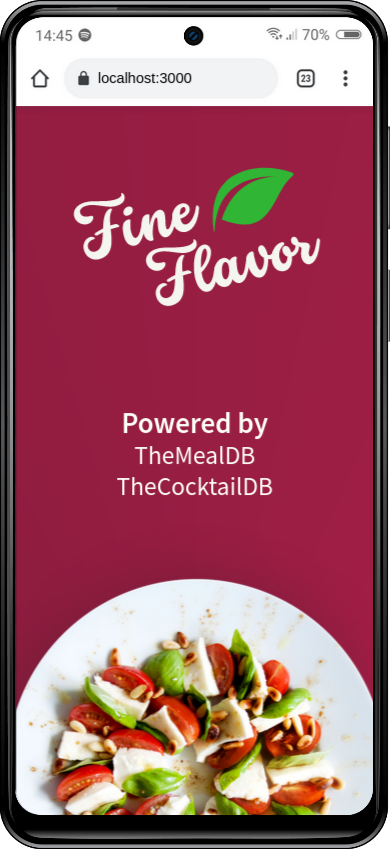 14:45 70%
localhost:3000 23
Fine
Flavor
Powered by
TheMealDB
TheCocktailDB